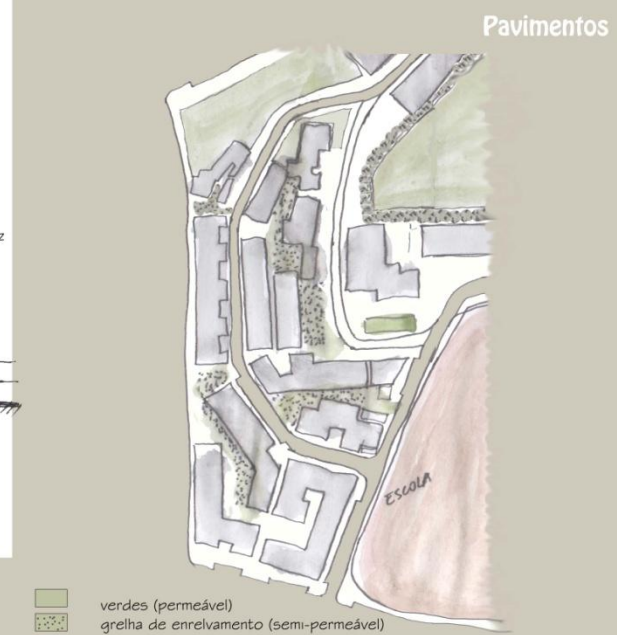 Pavimentos
z
ESCOLA
verdes (permeável)
grelha de enrelvamento (semi-permeável)